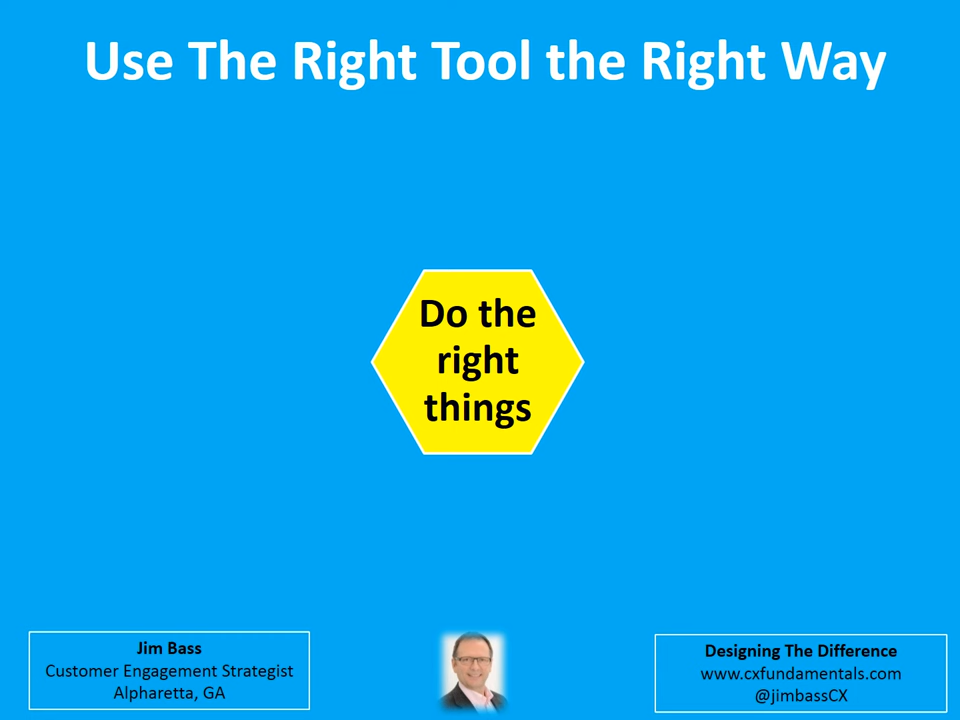 Use The Right Tool the Right Way
Do the
right
things
Jim Bass
Customer Engagement Strategist
Alpharetta, GA
Designing The Difference
www.cxfundamentals.com
@jimbassCX